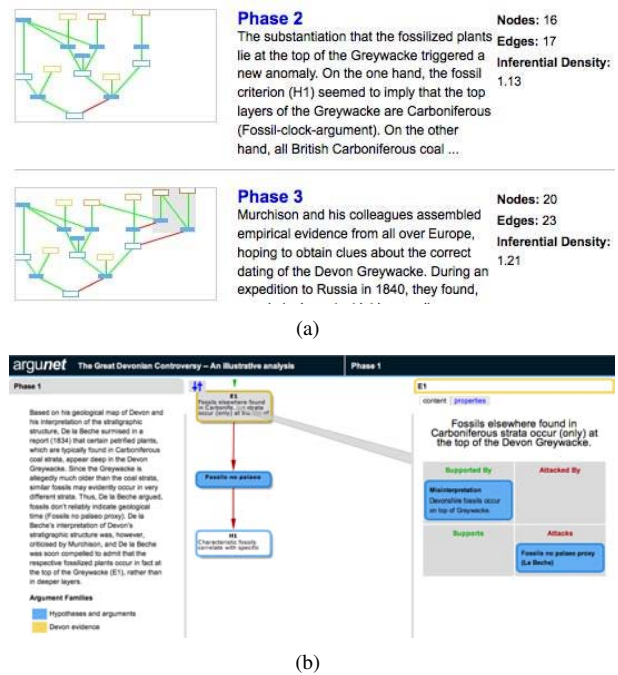 Phase 2
The substantiation that the fossilized plants
lie at the top of the Greywacke triggered a
new anomaly. On the one hand, the fossil
criterion (H1) seemed to imply that the top
layers of the Greywacke are Carboniferous
(Fossil-clock-argument). On the other
hand, all British Carboniferous coal ...
Nodes: 16
Edges: 17
Inferential Density:
1.13
Phase 3
Murchison and his colleagues assembled
empirical evidence from all over Europe,
hoping to obtain clues about the correct
dating of the Devon Greywacke. During an
expedition to Russia in 1840, they found,
Nodes: 20
Edges: 23
Inferential Density:
1.21
(a)
argunet The Great Devonian Controversy – An illustrative analysis Phase 1
Phase 1
Based on his geological map of Devon and
his interpretation of the stratigraphic
structure, De la Beche surmised in a
report (1834) that certain petrified plants,
which are typically found in Carboniferous
coal strata, appear deep in the Devon
Greywacke. Since the Greywacke is
allegedly much older than the coal strata,
similar fossils may evidently occur in very
different strata. Thus, De la Beche argued,
fossils don't reliably indicate geological
time (Fossils no palaeo proxy). De la
Beche's interpretation of Devon's
stratigraphic structure was, however,
criticised by Murchison, and De la Beche
was soon compelled to admit that the
respective fossilized plants occur in fact at
the top of the Greywacke (E1), rather than
in deeper layers.
Argument Families
Hypotheses and arguments
Devon evidence
E1
Fossils elsewhere found
in strata
occur (only) at
Fossils no palaeo
H1
Characteristic fossils
correlate with specific
E1
content properties
Fossils elsewhere found in
Carboniferous strata occur (only) at
the top of the Devon Greywacke.
Supported By
Attacked By
Misinterpretation
Devonshire fossils occur
on top of Greywacke.
Supports
Attacks
Fossils no palaeo proxy
(La Beche)
(b)